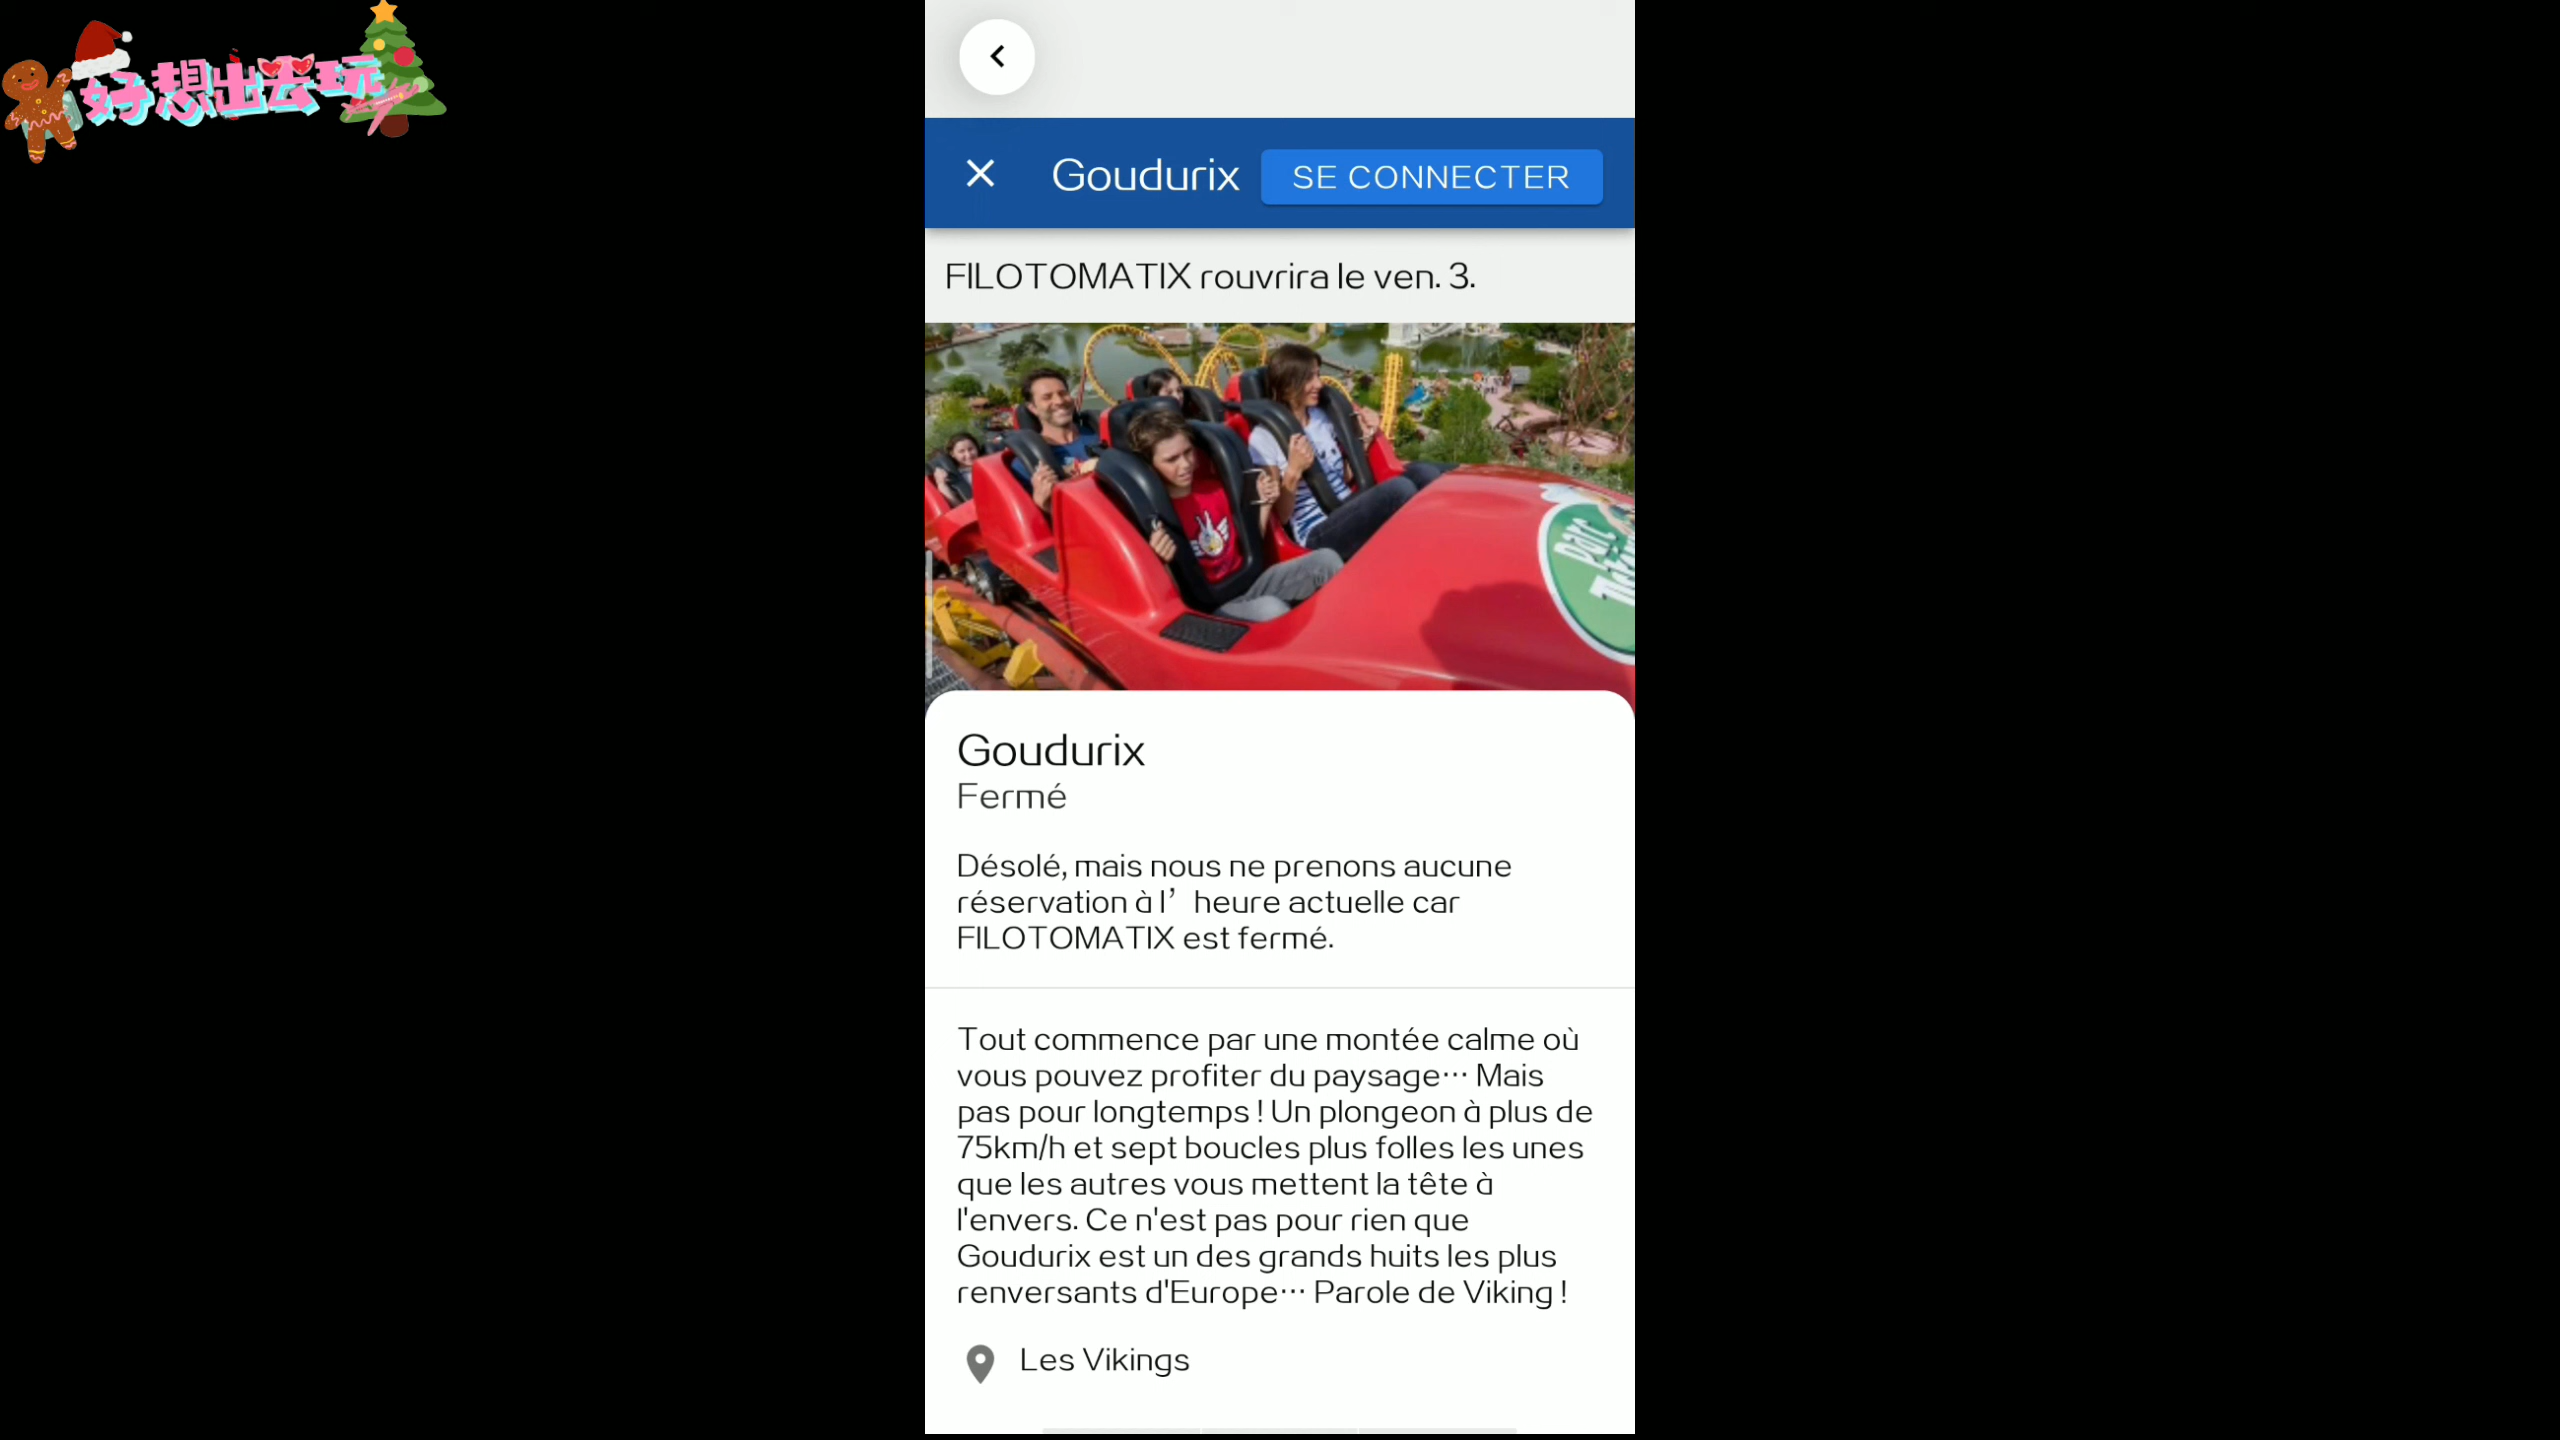 好想出去玩
Goudurix
SE CONNECTER
FILOTOMATIX rouvrira le ven. 3.
Parc
Goudurix
Fermé
Désolé, mais nous ne prenons aucune
réservation à l’heure actuelle car
FILOTOMATIX est fermé.
Tout commence par une montée calme où
vous pouvez profiter du paysage… Mais
pas pour longtemps ! Un plongeon à plus de
75km/h et sept boucles plus folles les unes
que les autres vous mettent la tête à
l'envers. Ce n'est pas pour rien que
Goudurix est un des grands huits les plus
renversants d'Europe… Parole de Viking !
Les Vikings